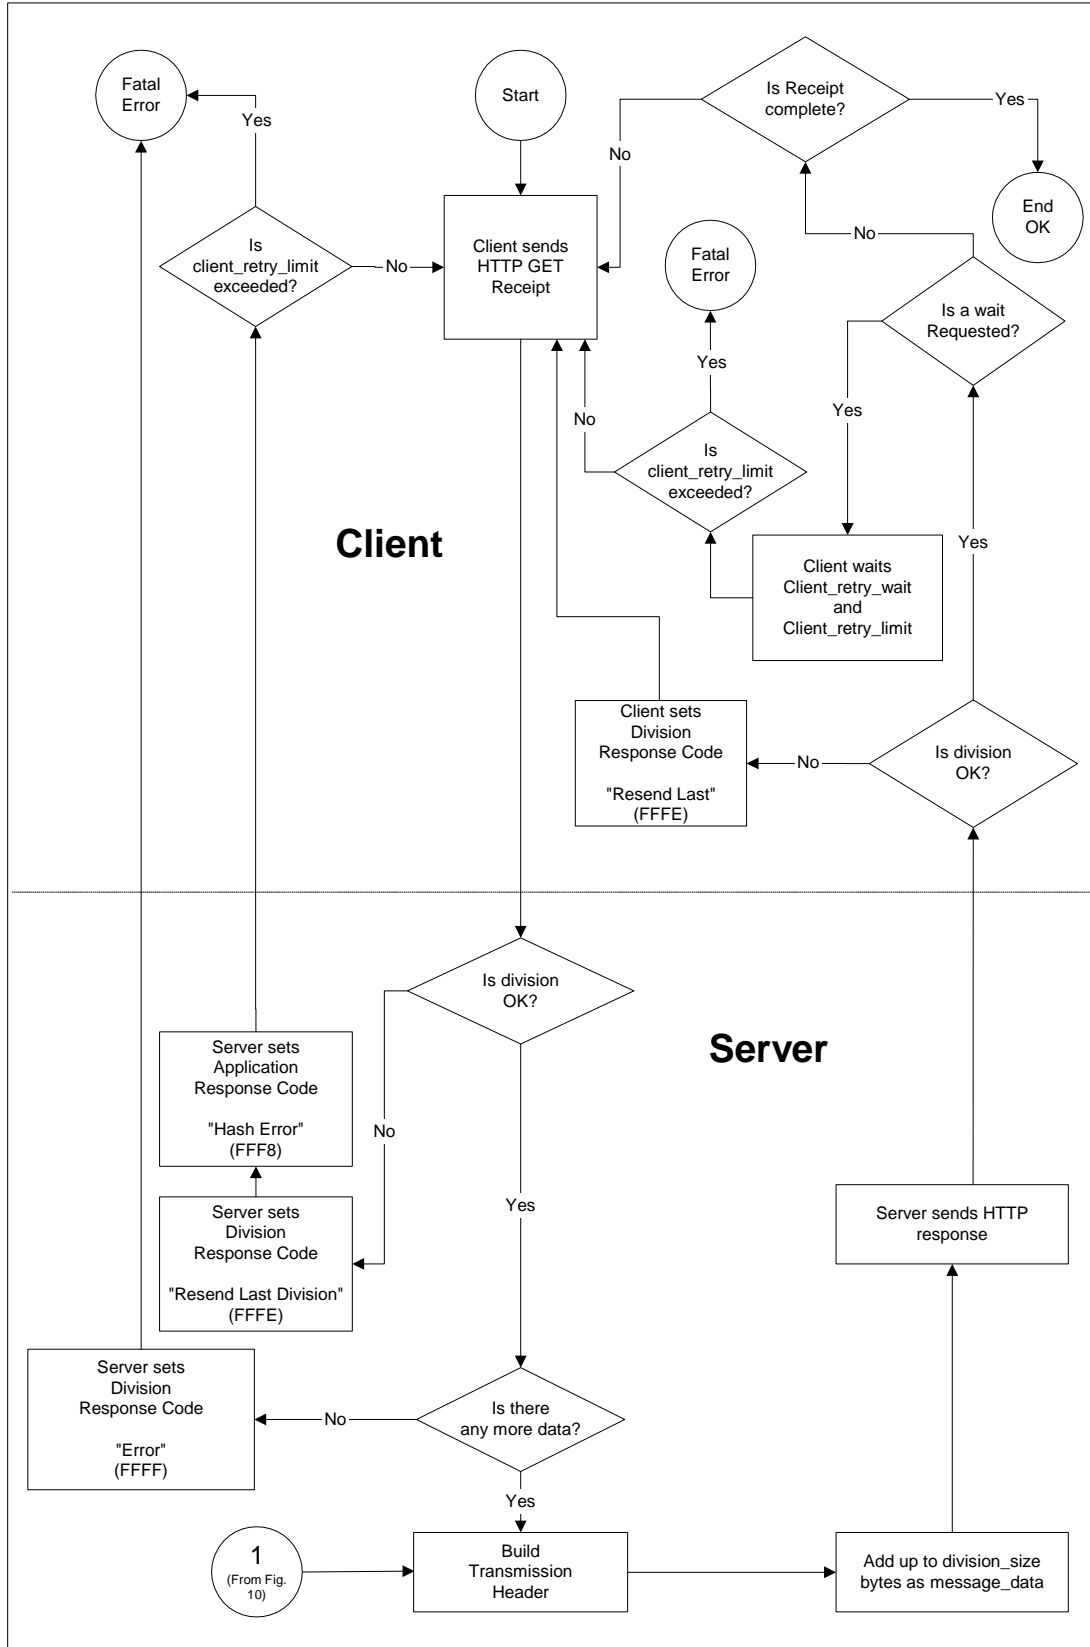 Fatal
Error
Yes
Start
Is Receipt
complete?
Yes
No
End
OK
Is
client_retry_limit
exceeded?
No
Client sends
HTTP GET
Receipt
Fatal
Error
No
Is a wait
Requested?
Yes
Yes
No
Is
client_retry_limit
exceeded?
Client
Client waits
Client_retry_wait
and
Client_retry_limit
Yes
Client sets
Division
Response Code
"Resend Last"
(FFFE)
No
Is division
OK?
Is division
OK?
Server
Server sets
Application
Response Code
"Hash Error"
(FFF8)
No
Yes
Server sets
Division
Response Code
"Resend Last Division"
(FFFE)
Server sends HTTP
response
Server sets
Division
Response Code
"Error"
(FFFF)
No
Is there
any more data?
Yes
1
(From Fig.
10)
Build
Transmission
Header
Add up to division_size
bytes as message_data